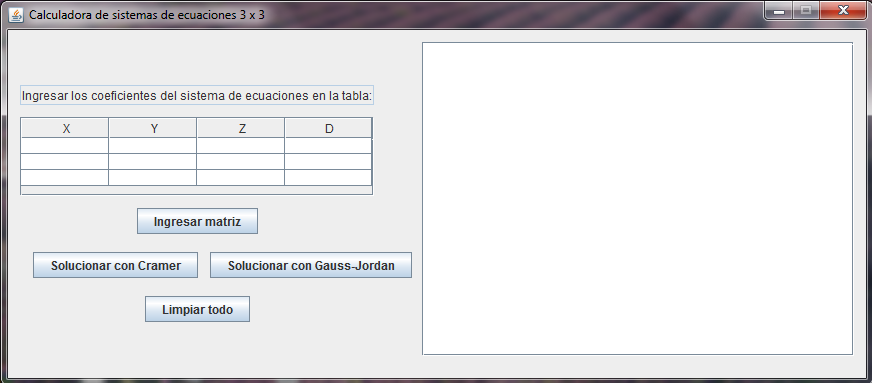 Calculadora de sistemas de ecuaciones 3 x 3
Ingresar los coeficientes del sistema de ecuaciones en la tabla:
X Y Z D
Ingresar matriz
Solucionar con Cramer Solucionar con Gauss-Jordan
Limpiar todo